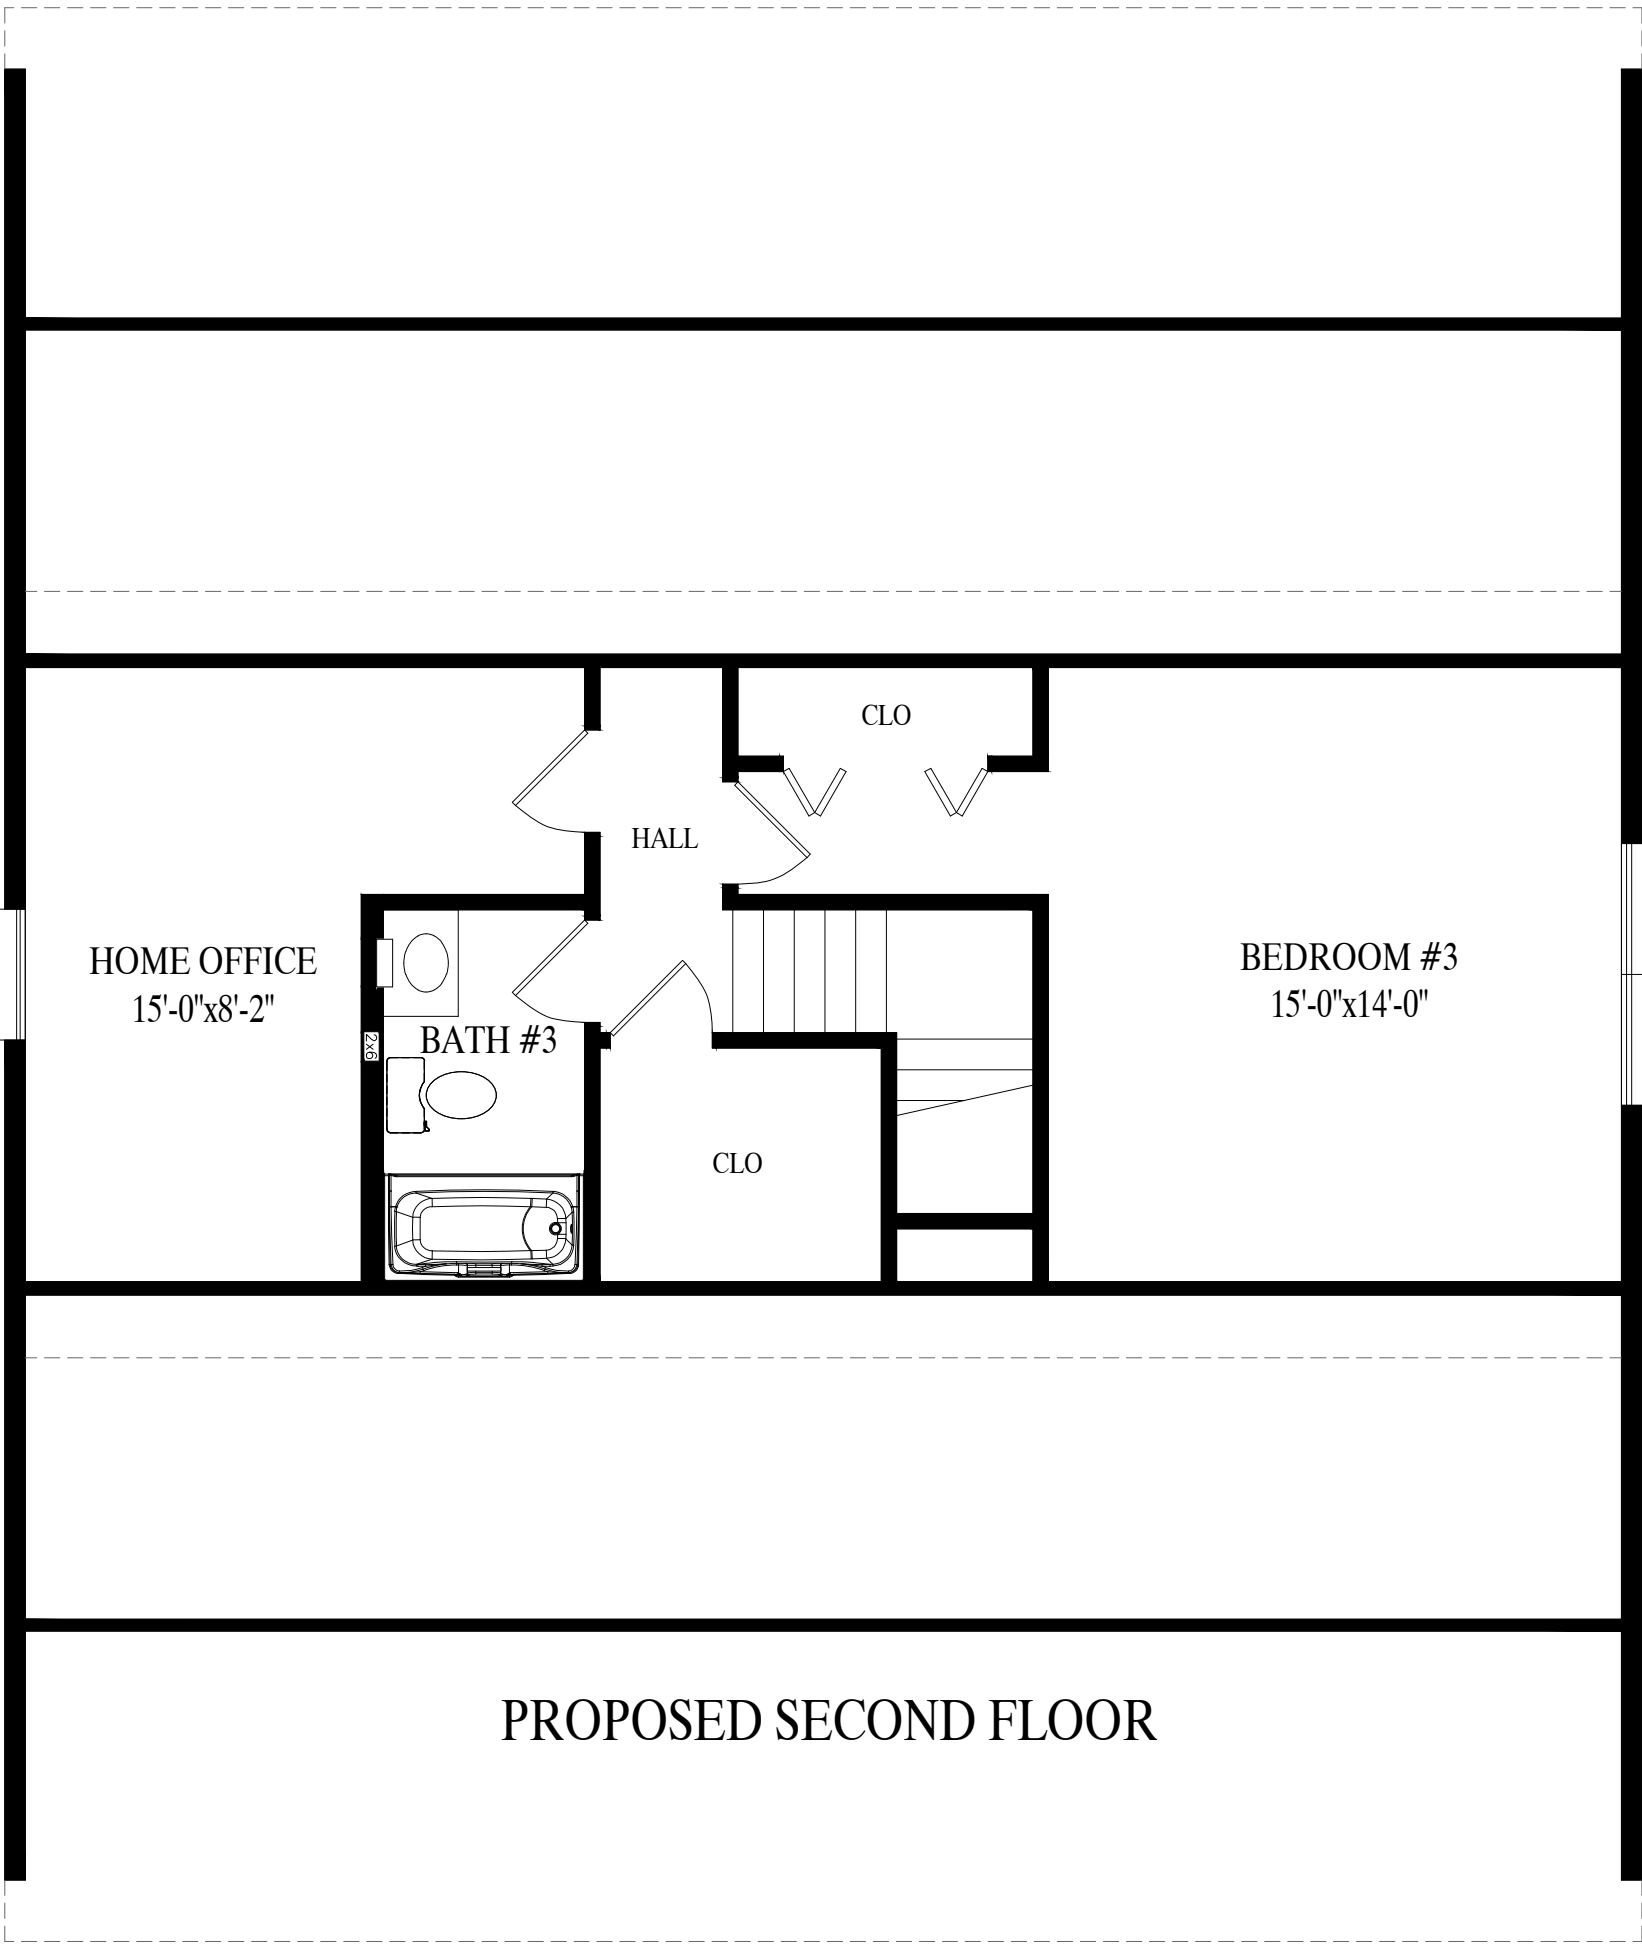 CLO
HALL
HOME OFFICE
15'-0"x8'-2"
BEDROOM #3
15'-0"x14'-0"
BATH #3
2x6
CLO
PROPOSED SECOND FLOOR